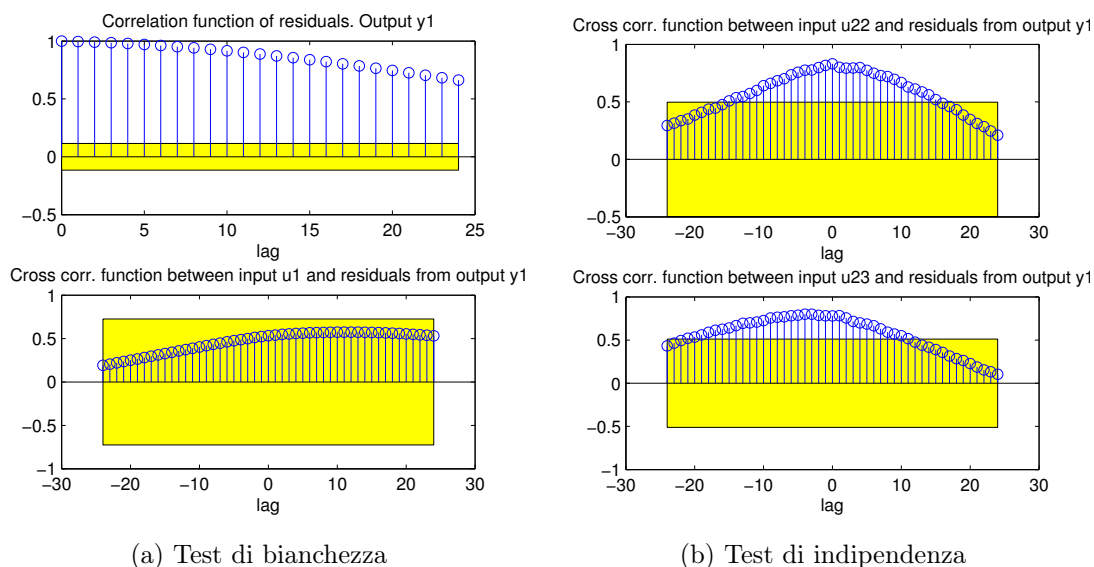 Correlation function of residuals. Output y1
1
0.5
0
−0.5
0 5 10 15 20 25
lag
Cross corr. function between input u1 and residuals from output y1
1
0.5
0
−0.5
−1
−30 −20 −10 0 10 20 30
lag
(a) Test di bianchezza
Cross corr. function between input u22 and residuals from output y1
1
0.5
0
−0.5
−30 −20 −10 0 10 20 30
lag
Cross corr. function between input u23 and residuals from output y1
1
0.5
0
−0.5
−1
−30 −20 −10 0 10 20 30
lag
(b) Test di indipendenza